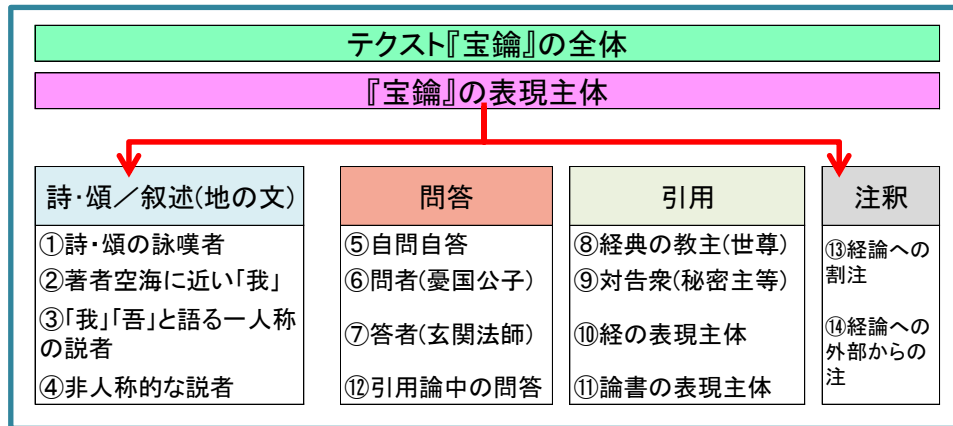 テクスト『宝鑰』の全体
『宝鑰』の表現主体
詩・頌／叙述(地の文)
①詩・頌の詠嘆者
②著者空海に近い「我」
③「我」「吾」と語る一人称
の説者
④非人称的な説者
問答
⑤自問自答
⑥問者(憂国公子)
⑦答者(玄関法師)
⑫引用論中の問答
引用
⑧経典の教主(世尊)
⑨対告衆(秘密主等)
⑩経の表現主体
⑪論書の表現主体
注釈
⑬経論への
割注
⑭経論への
外部からの
注